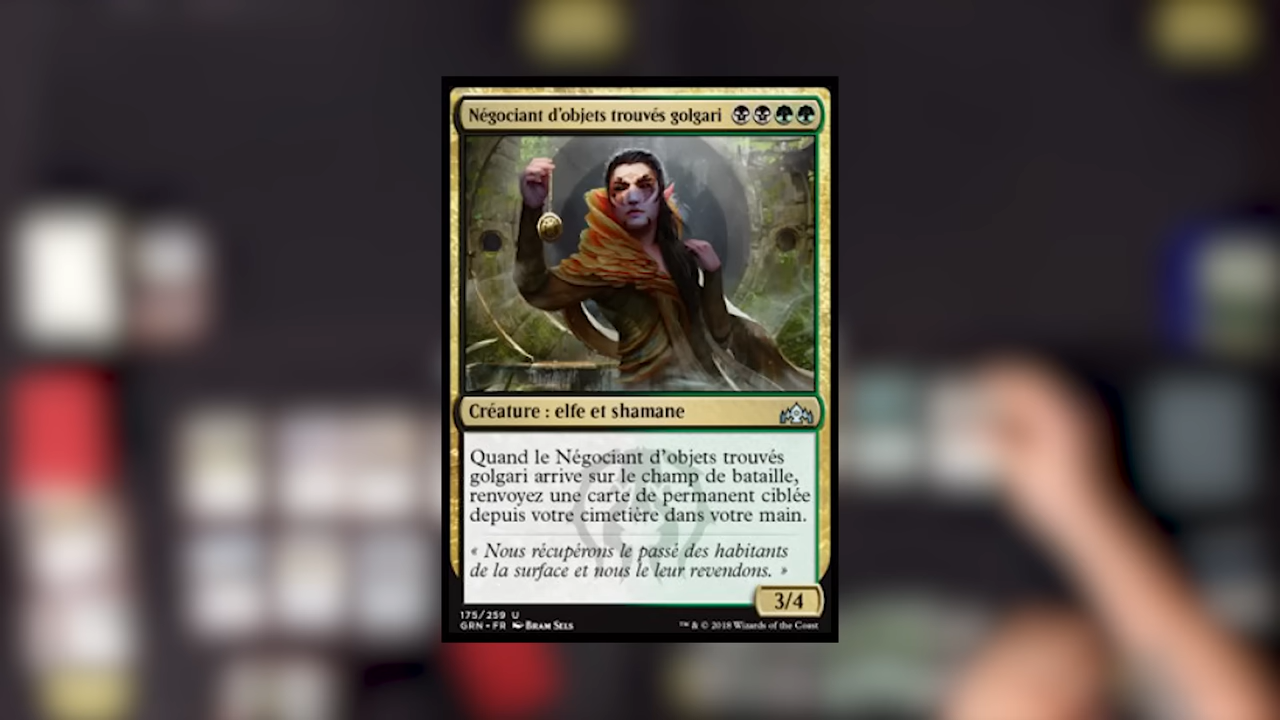 Négociant d'objets trouvés golgari
Créature : elfe et shamane
Quand le Négociant d'objets trouvés
golgari arrive sur le champ de bataille,
renvoyez une carte de permanent ciblée
depuis votre cimetière dans votre main.
« Nous récupérons le passé des habitants
de la surface et nous le leur revendons. »
3/4
175/259 U
GRN • FR Bram Sels
™ & © 2018 Wizards of the Coast